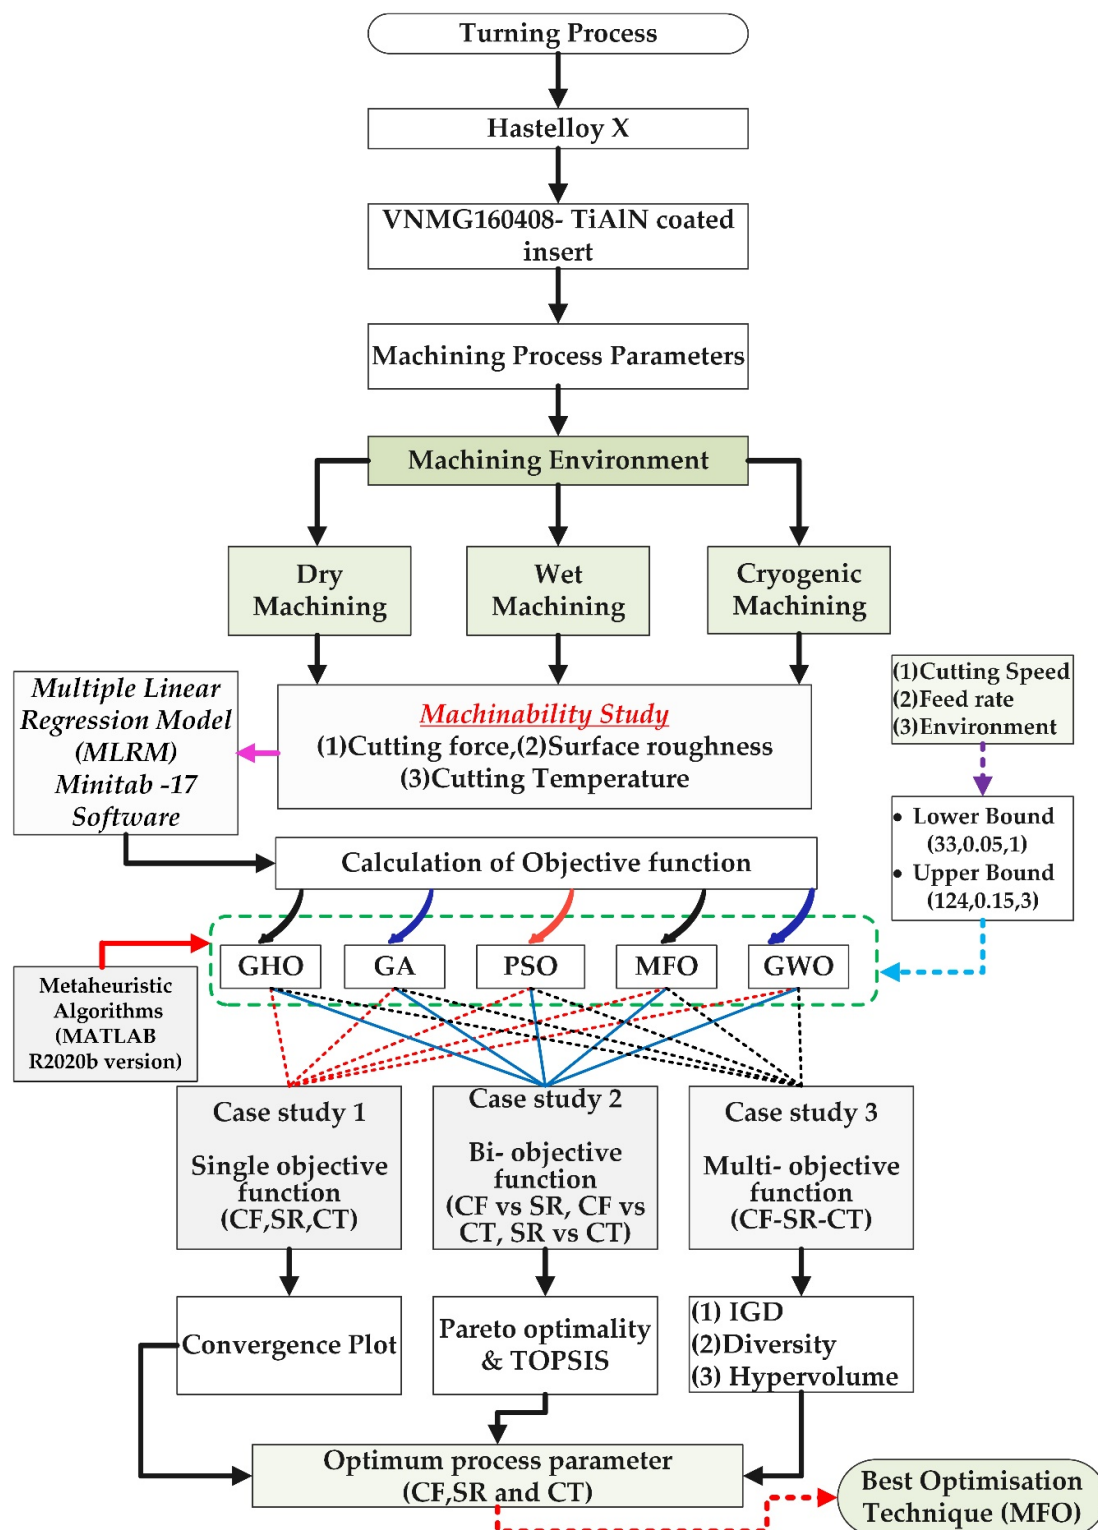 Turning Process
Hastelloy X
VNMG160408- TiAlN coated
insert
Machining Process Parameters
Machining Environment
Dry
Machining
Wet
Machining
Cryogenic
Machining
Multiple Linear
Regression Model
(MLRM)
Minitab -17
Software
Machinability Study
(1)Cutting force,(2)Surface roughness
(3)Cutting Temperature
(1)Cutting Speed
(2)Feed rate
(3)Environment
• Lower Bound
(33,0.05,1)
• Upper Bound
(124,0.15,3)
Calculation of Objective function
GHO
GA
PSO
MFO
GWO
Metaheuristic
Algorithms
(MATLAB
R2020b version)
Case study 1
Single objective
function
(CF,SR,CT)
Case study 2
Bi- objective
function
(CF vs SR, CF vs
CT, SR vs CT)
Case study 3
Multi- objective
function
(CF-SR-CT)
Convergence Plot
Pareto optimality
& TOPSIS
(1) IGD
(2)Diversity
(3) Hypervolume
Optimum process parameter
(CF,SR and CT)
Best Optimisation
Technique (MFO)